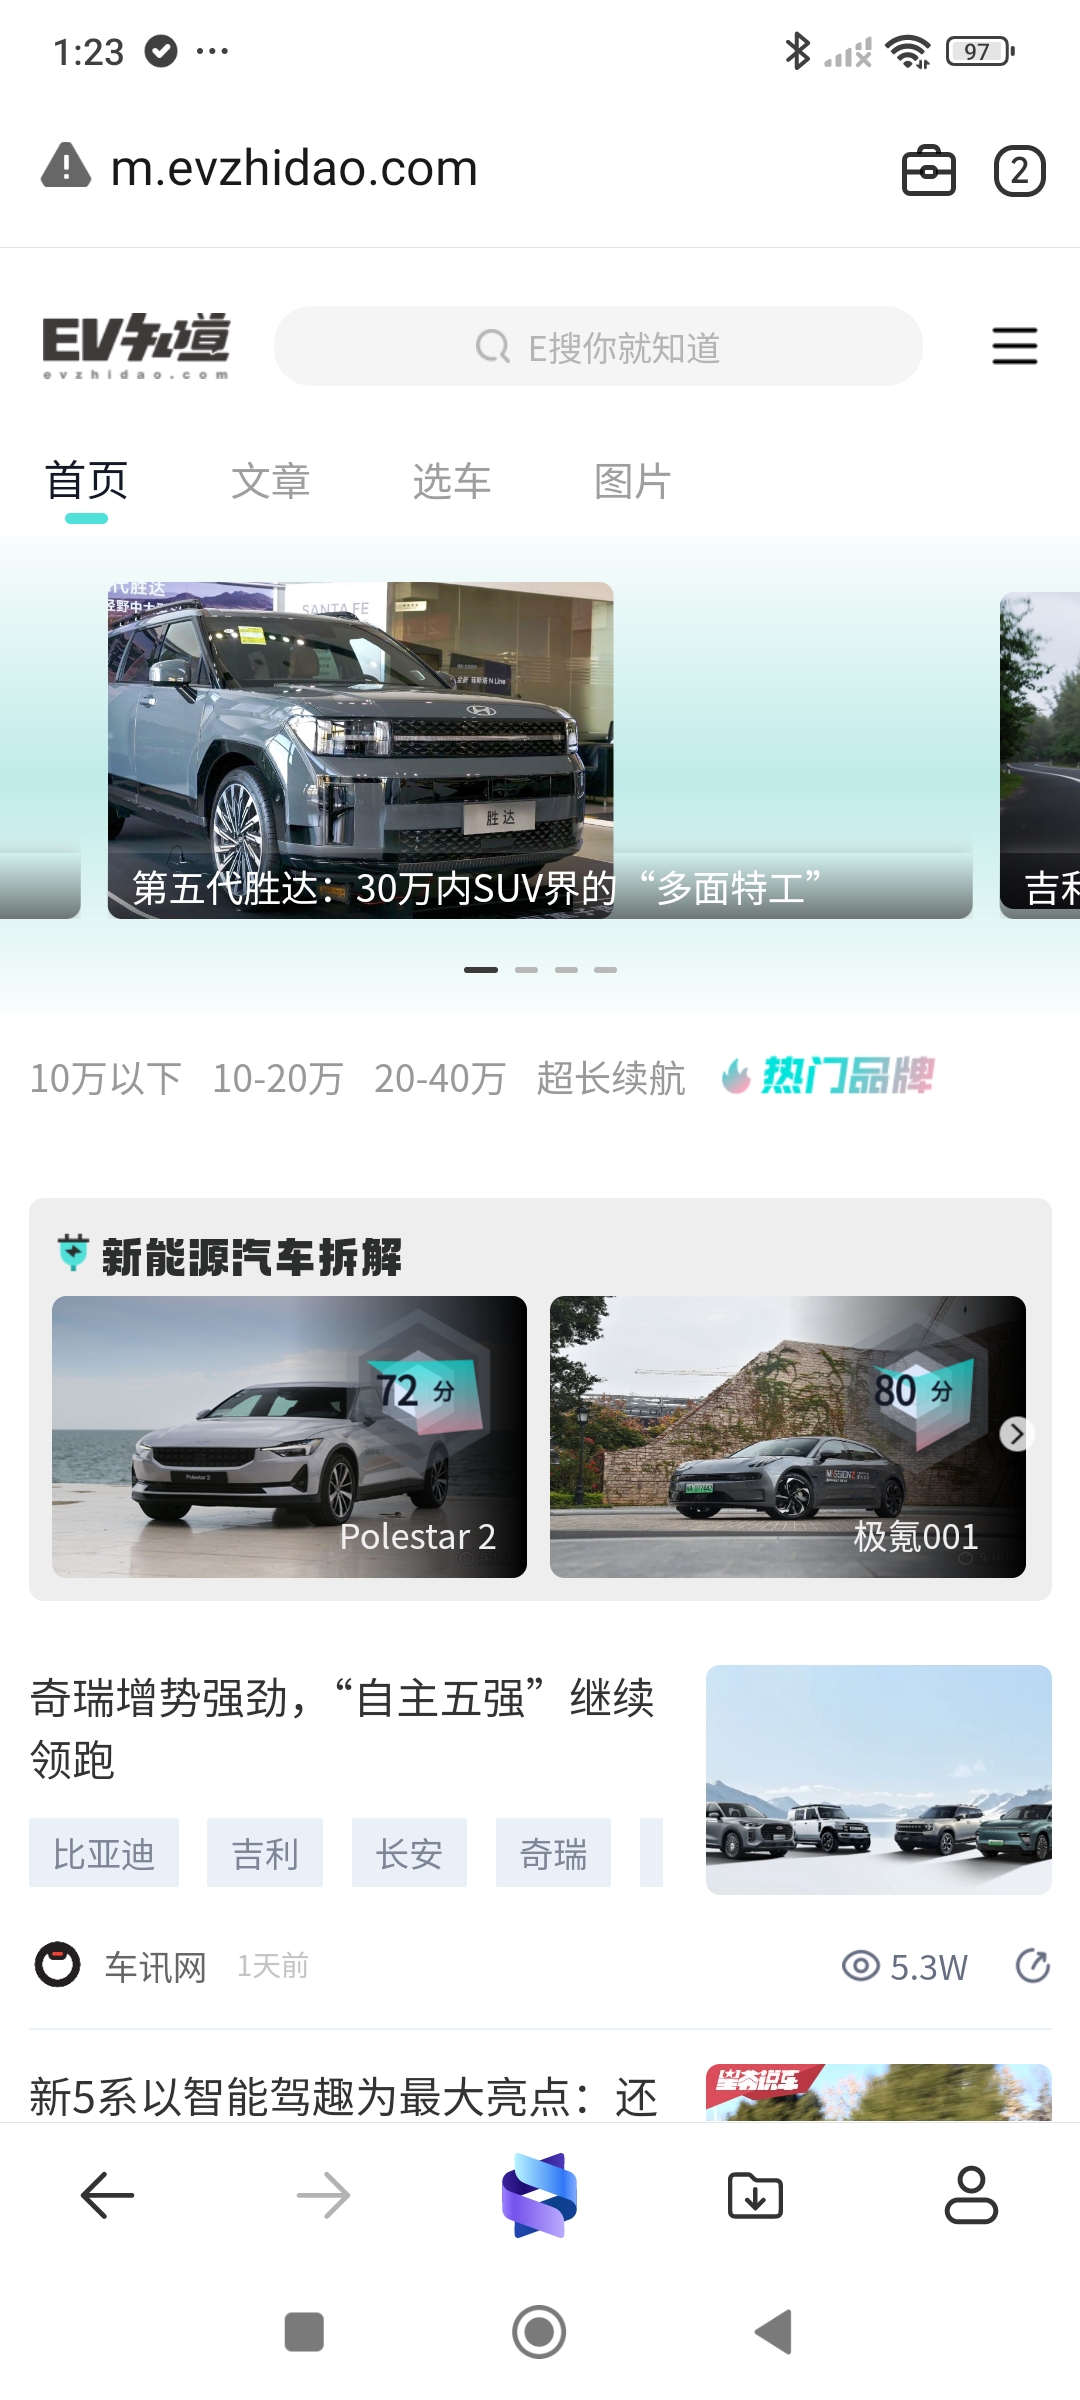 1:23
97
m.evzhidao.com
2
EV知道
evzhidao.com
E搜你就知道
首页 文章 选车 图片
SANTA FE
胜达
第五代胜达：30万内SUV界的“多面特工”
吉利
10万以下 10-20万 20-40万 超长续航 热门品牌
新能源汽车拆解
72 分
Polestar 2
80 分
极氪001
奇瑞增势强劲，“自主五强”继续
领跑
比亚迪 吉利 长安 奇瑞
车讯网 1天前 5.3W
新5系以智能驾趣为最大亮点：还